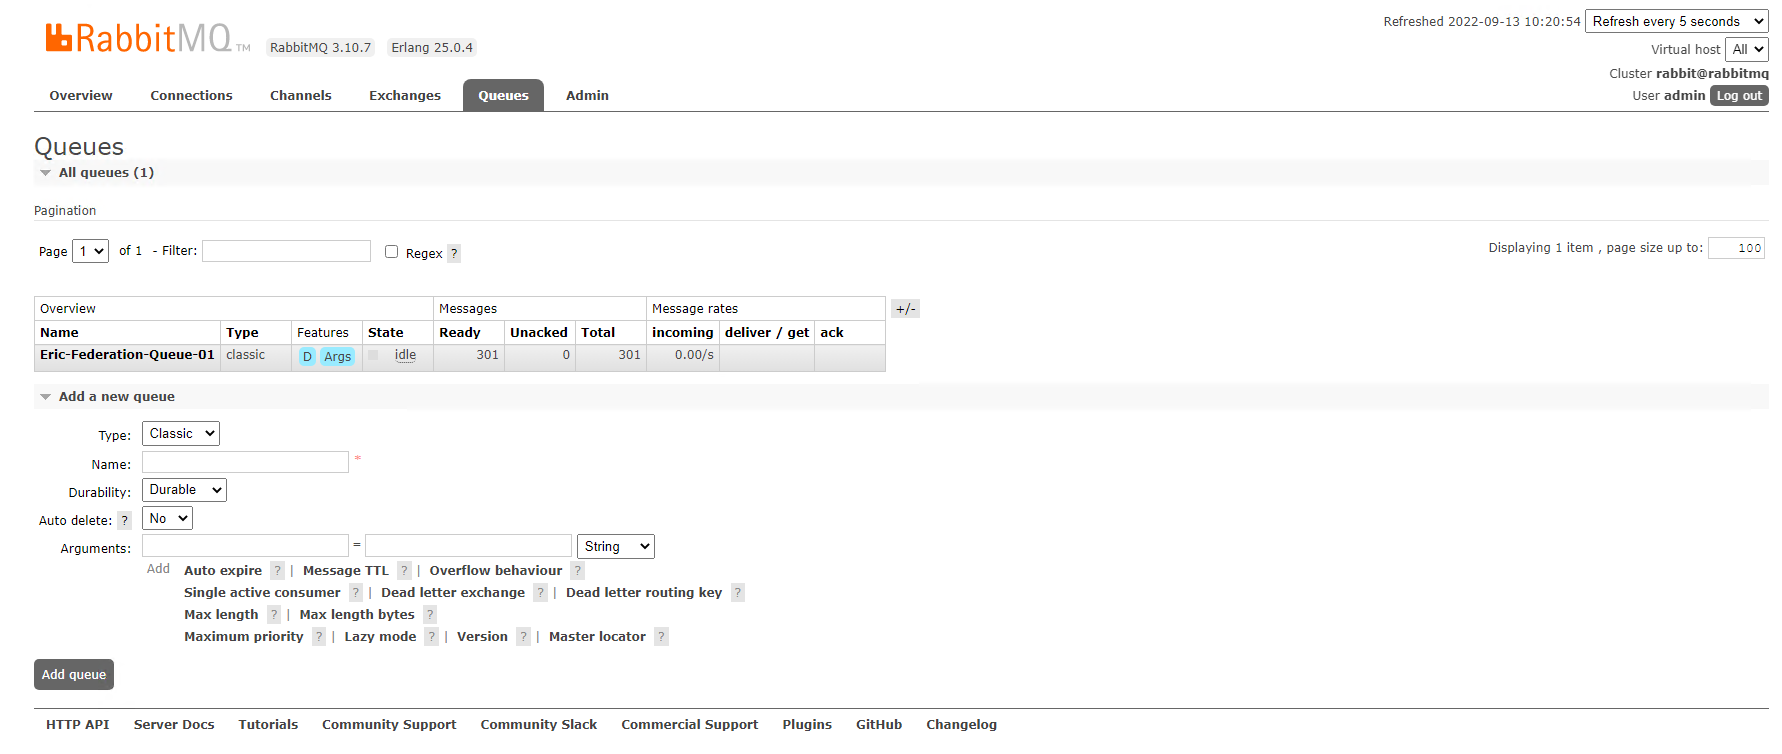 Refreshed 2022-09-13 10:20:54 Refresh every 5 seconds
RabbitMQ TM RabbitMQ 3.10.7 Erlang 25.0.4
Virtual host All
Cluster rabbit@rabbitmq
User admin Log out
Overview Connections Channels Exchanges Queues Admin
Queues
All queues (1)
Pagination
Page 1 of 1 - Filter: Regex ? Displaying 1 item , page size up to: 100
Overview Messages Message rates +/-
Name Type Features State Ready Unacked Total incoming deliver / get ack
Eric-Federation-Queue-01 classic D Args idle 301 0 301 0.00/s
Add a new queue
Type: Classic
Name: *
Durability: Durable
Auto delete: ? No
Arguments: = String
Add Auto expire ? | Message TTL ? | Overflow behaviour ?
Single active consumer ? | Dead letter exchange ? | Dead letter routing key ?
Max length ? | Max length bytes ?
Maximum priority ? | Lazy mode ? | Version ? | Master locator ?
Add queue
HTTP API Server Docs Tutorials Community Support Community Slack Commercial Support Plugins GitHub Changelog